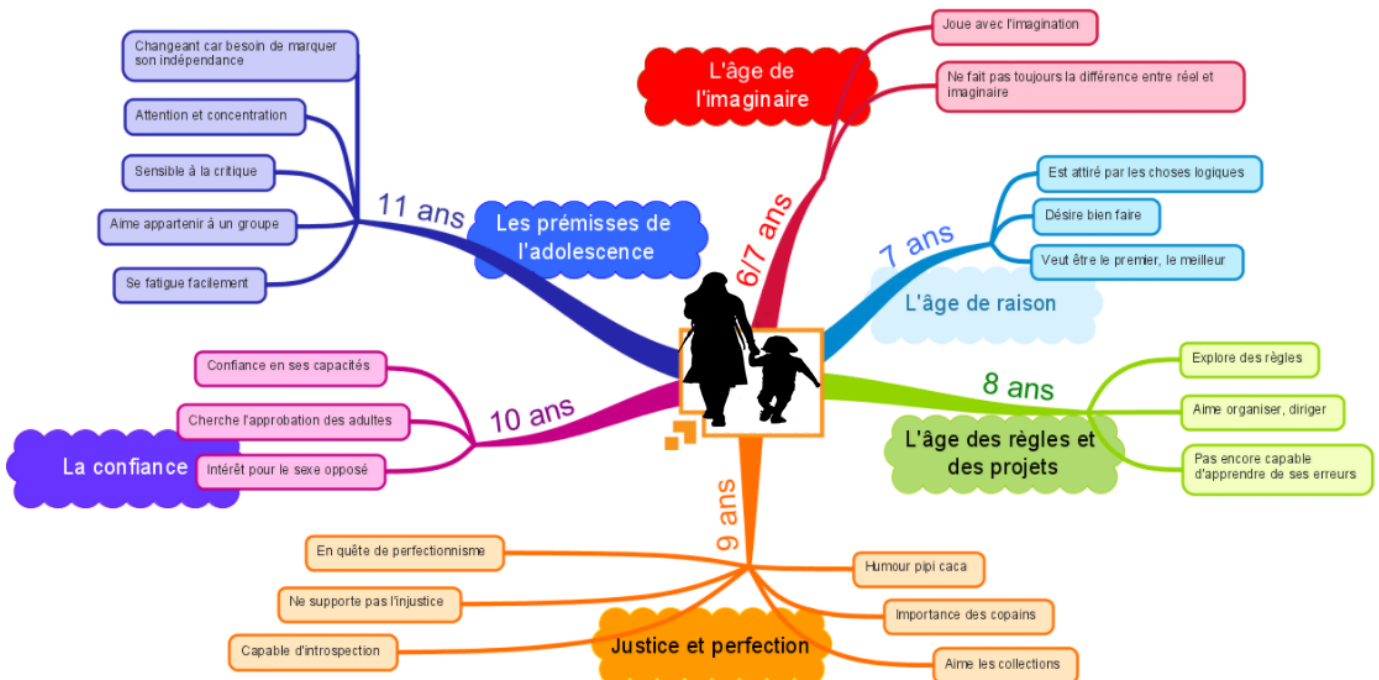 L'âge de
l'imaginaire
6/7 ans
Joue avec l'imagination
Ne fait pas toujours la différence entre réel et
imaginaire
7 ans
L'âge de raison
Est attiré par les choses logiques
Désire bien faire
Veut être le premier, le meilleur
8 ans
L'âge des règles et
des projets
Explore des règles
Aime organiser, diriger
Pas encore capable
d'apprendre de ses erreurs
9 ans
Justice et perfection
Humour pipi caca
Importance des copains
Aime les collections
En quête de perfectionnisme
Ne supporte pas l'injustice
Capable d'introspection
10 ans
La confiance
Confiance en ses capacités
Cherche l'approbation des adultes
Intérêt pour le sexe opposé
11 ans
Les prémisses de
l'adolescence
Changeant car besoin de marquer
son indépendance
Attention et concentration
Sensible à la critique
Aime appartenir à un groupe
Se fatigue facilement